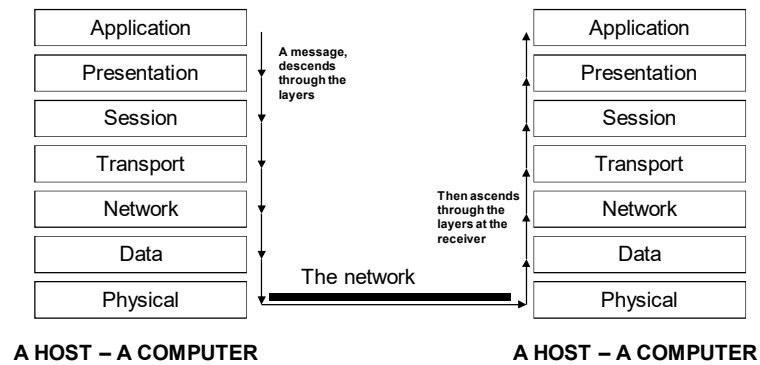 Application
Presentation
Session
Transport
Network
Data
Physical
A HOST – A COMPUTER
A message,
descends
through the
layers
The network
Then ascends
through the
layers at the
receiver
Application
Presentation
Session
Transport
Network
Data
Physical
A HOST – A COMPUTER